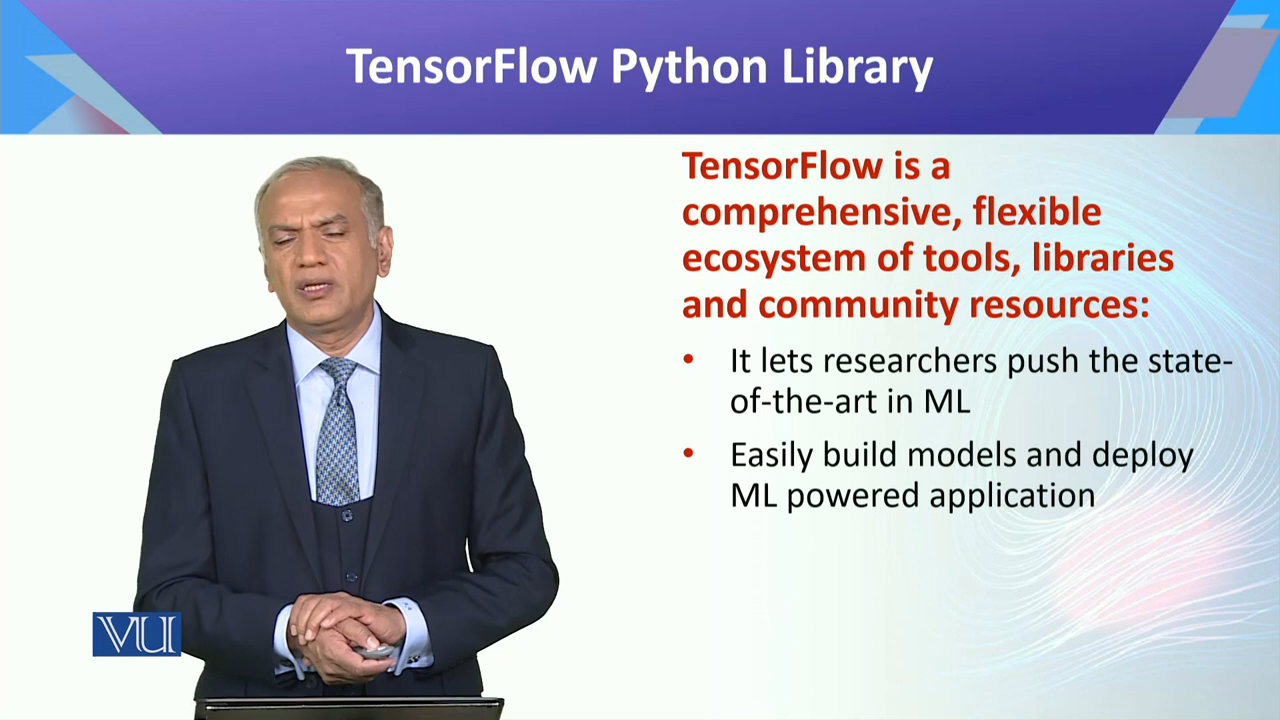 TensorFlow Python Library
TensorFlow is a
comprehensive, flexible
ecosystem of tools, libraries
and community resources:
• It lets researchers push the state-
of-the-art in ML
• Easily build models and deploy
ML powered application
VU